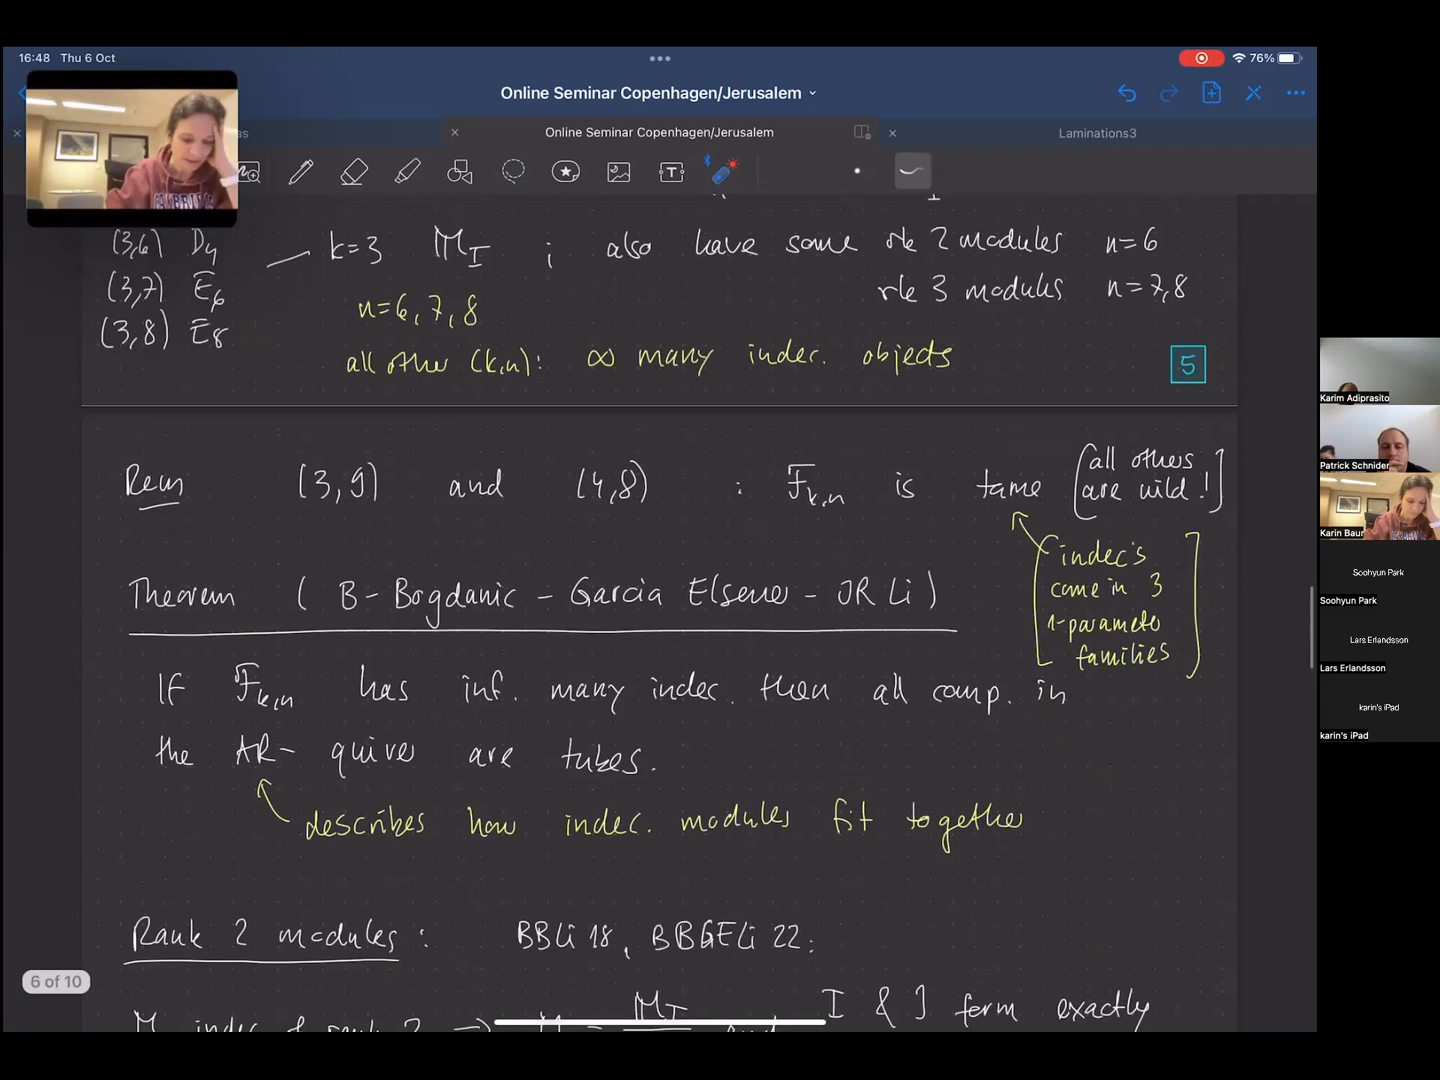 16:48 Thu 6 Oct
76%
Online Seminar Copenhagen/Jerusalem
as
Online Seminar Copenhagen/Jerusalem
Laminations3
(3,6) D4
(3,7) E6
(3,8) E8
k=3 M_I ; also have some rk 2 modules n=6
rk 3 modules n=7,8
n=6,7,8
all other (k,n): ∞ many indec. objects
5
Rem (3,9) and (4,8) : F_k,n is tame [all others are wild!]
[indec's
come in 3
1-parameter
families]
Theorem (B- Bogdanic - Garcia Elsener - JR Li)
If F_k,n has inf. many indec. then all comp. in
the AR- quiver are tubes.
describes how indec. modules fit together
Rank 2 modules: BBLi 18, BBGELi 22:
M_I I & J form exactly
6 of 10
Karim Adiprasito
Patrick Schnider
Karin Baur
Soohyun Park
Soohyun Park
Lars Erlandsson
Lars Erlandsson
karin's iPad
karin's iPad